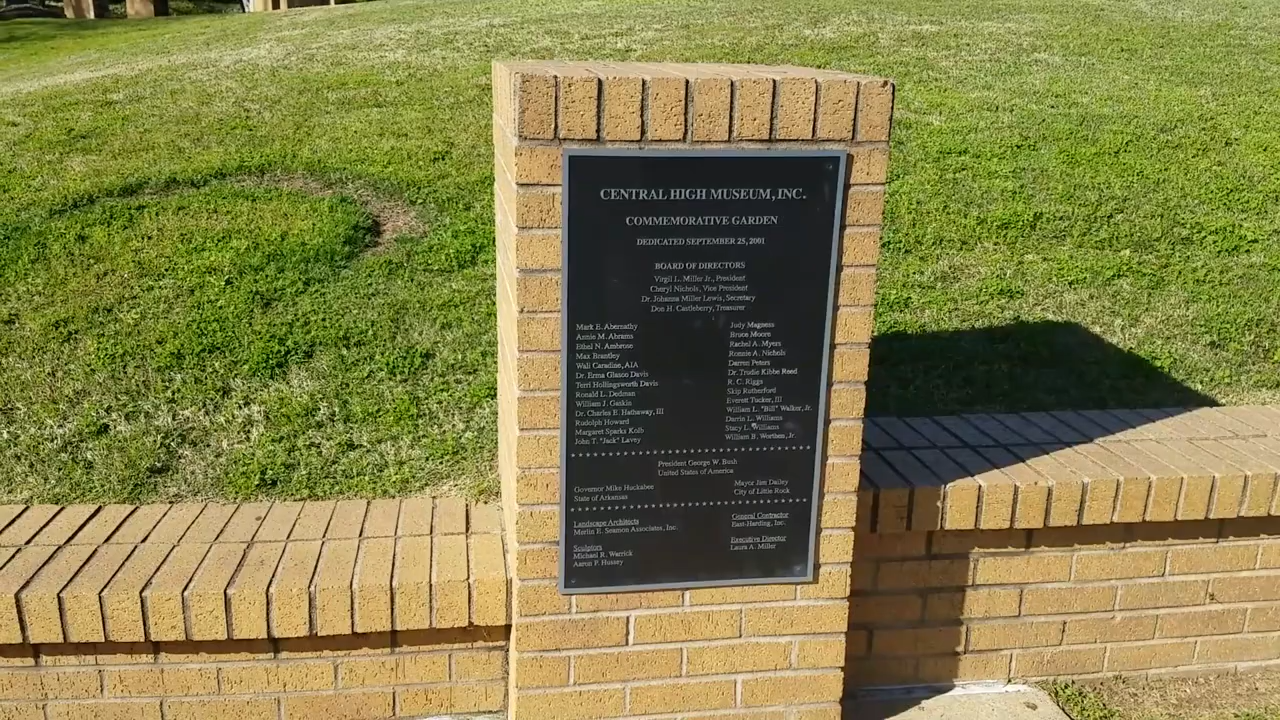 CENTRAL HIGH MUSEUM, INC.
COMMEMORATIVE GARDEN
DEDICATED SEPTEMBER 25, 2001
BOARD OF DIRECTORS
Virgil L. Miller Jr., President
Cheryl Nichols, Vice President
Dr. Johanna Miller Lewis, Secretary
Don H. Castleberry, Treasurer
Mark E. Abernathy
Annie M. Abrams
Ethel N. Ambrose
Max Brantley
Wali Caradine, AIA
Dr. Erma Glasco Davis
Terri Hollingsworth Davis
Ronald L. Dedman
William J. Gaskin
Dr. Charles E. Hathaway, III
Rudolph Howard
Margaret Sparks Kolb
John T. "Jack" Lavey
Judy Magness
Bruce Moore
Rachel A. Myers
Ronnie A. Nichols
Darren Peters
Dr. Trudie Kibbe Reed
R. C. Riggs
Skip Rutherford
Everett Tucker, III
William L. "Bill" Walker, Jr.
Darrin L. Williams
Stacy L. Williams
William B. Worthen, Jr.
President George W. Bush
United States of America
Governor Mike Huckabee
State of Arkansas
Mayor Jim Dailey
City of Little Rock
Landscape Architects
Merlin E. Seamon Associates, Inc.
Sculptors
Michael R. Warrick
Aaron P. Hussey
General Contractor
East-Harding, Inc.
Executive Director
Laura A. Miller